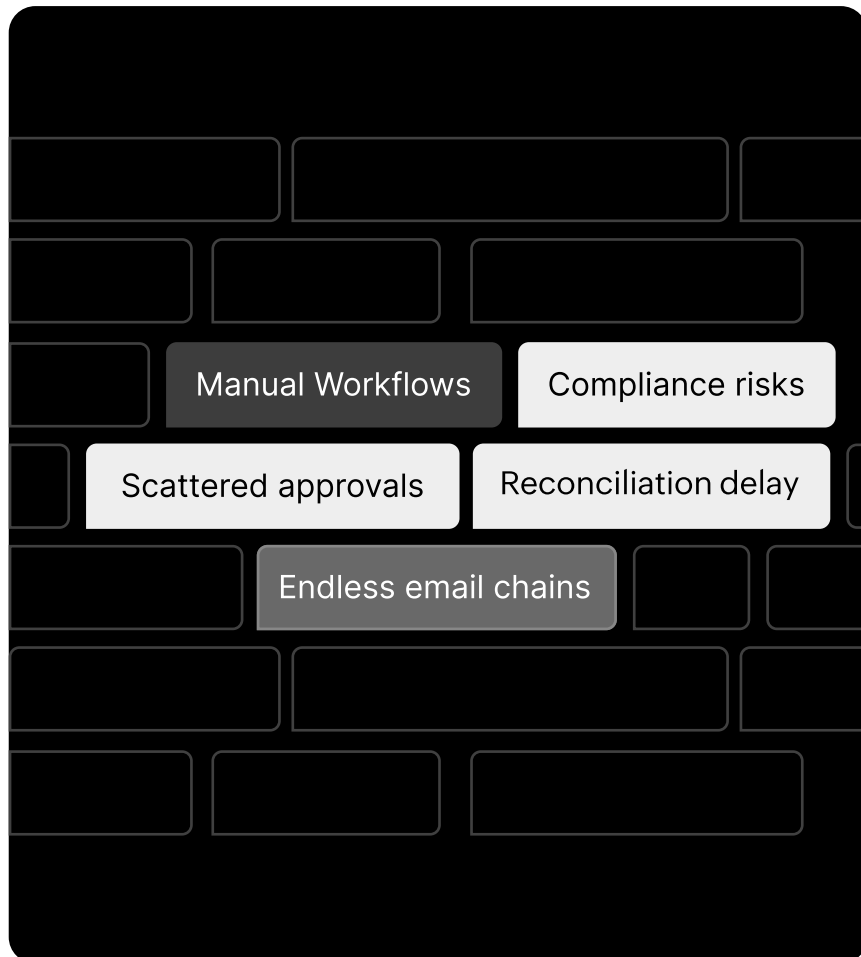 Manual Workflows
Compliance risks
Scattered approvals
Reconciliation delay
Endless email chains